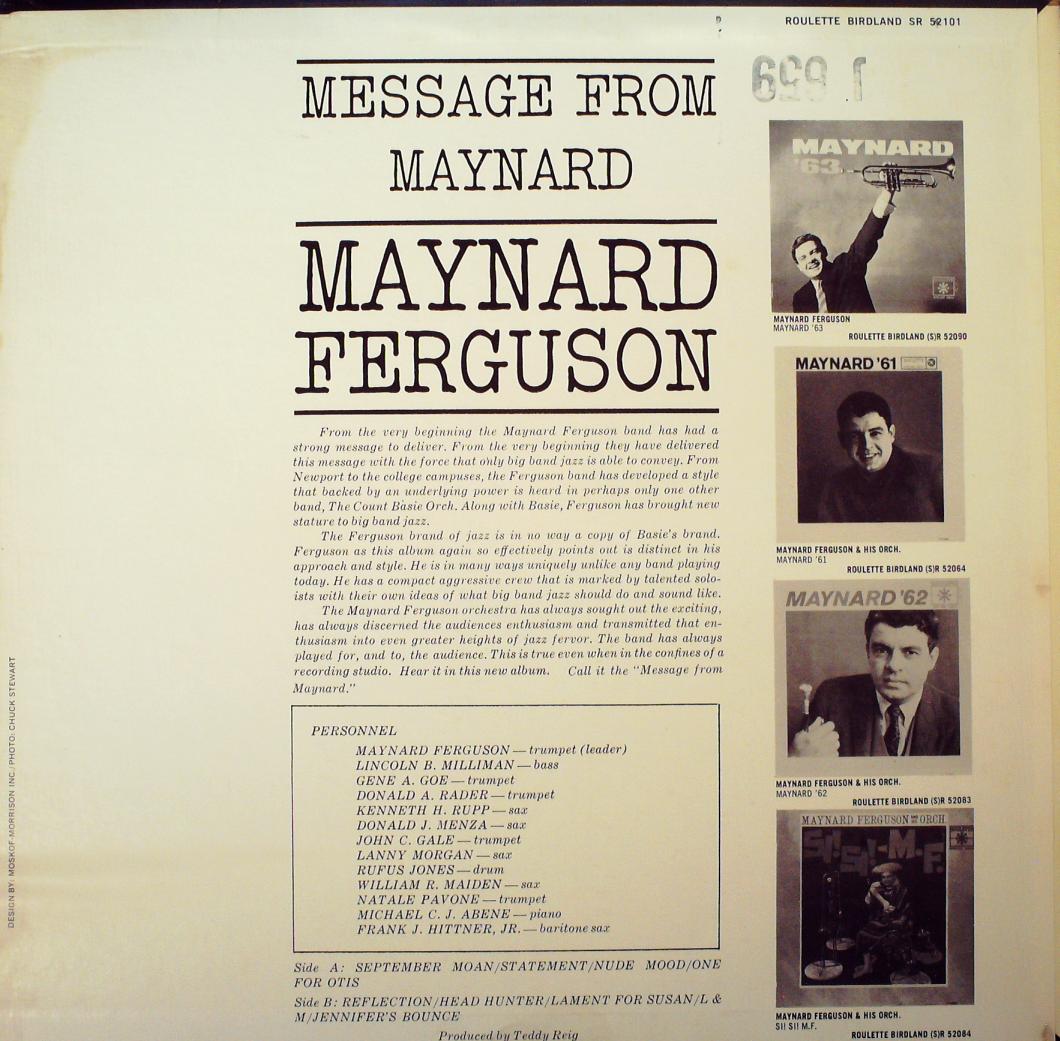 ROULETTE BIRDLAND SR 52101
MESSAGE FROM
MAYNARD
MAYNARD
FERGUSON
From the very beginning the Maynard Ferguson band has had a
strong message to deliver. From the very beginning they have delivered
this message with the force that only big band jazz is able to convey. From
Newport to the college campuses, the Ferguson band has developed a style
that backed by an underlying power is heard in perhaps only one other
band, The Count Basie Orch. Along with Basie, Ferguson has brought new
stature to big band jazz.
The Ferguson brand of jazz is in no way a copy of Basie's brand.
Ferguson as this album again so effectively points out is distinct in his
approach and style. He is in many ways uniquely unlike any band playing
today. He has a compact aggressive crew that is marked by talented solo-
ists with their own ideas of what big band jazz should do and sound like.
The Maynard Ferguson orchestra has always sought out the exciting,
has always discerned the audiences enthusiasm and transmitted that en-
thusiasm into even greater heights of jazz fervor. The band has always
played for, and to, the audience. This is true even when in the confines of a
recording studio. Hear it in this new album. Call it the "Message from
Maynard."
PERSONNEL
MAYNARD FERGUSON — trumpet (leader)
LINCOLN B. MILLIMAN — bass
GENE A. GOE — trumpet
DONALD A. RADER — trumpet
KENNETH H. RUPP — sax
DONALD J. MENZA — sax
JOHN C. GALE — trumpet
LANNY MORGAN — sax
RUFUS JONES — drum
WILLIAM R. MAIDEN — sax
NATALE PAVONE — trumpet
MICHAEL C. J. ABENE — piano
FRANK J. HITTNER, JR. — baritone sax
Side A: SEPTEMBER MOAN/STATEMENT/NUDE MOOD/ONE
FOR OTIS
Side B: REFLECTION/HEAD HUNTER/LAMENT FOR SUSAN/L &
M/JENNIFER'S BOUNCE
Produced by Teddy Reig
MAYNARD
'63
MAYNARD FERGUSON
MAYNARD '63
ROULETTE BIRDLAND (S)R 52090
MAYNARD '61
MAYNARD FERGUSON & HIS ORCH.
MAYNARD '61
ROULETTE BIRDLAND (S)R 52064
MAYNARD '62
MAYNARD FERGUSON & HIS ORCH.
MAYNARD '62
ROULETTE BIRDLAND (S)R 52083
MAYNARD FERGUSON ORCH.
SI! SI!-M.F.
MAYNARD FERGUSON & HIS ORCH.
SI! SI! M.F.
ROULETTE BIRDLAND (S)R 52084
DESIGN BY: MOSKOF-MORRISON INC./PHOTO: CHUCK STEWART